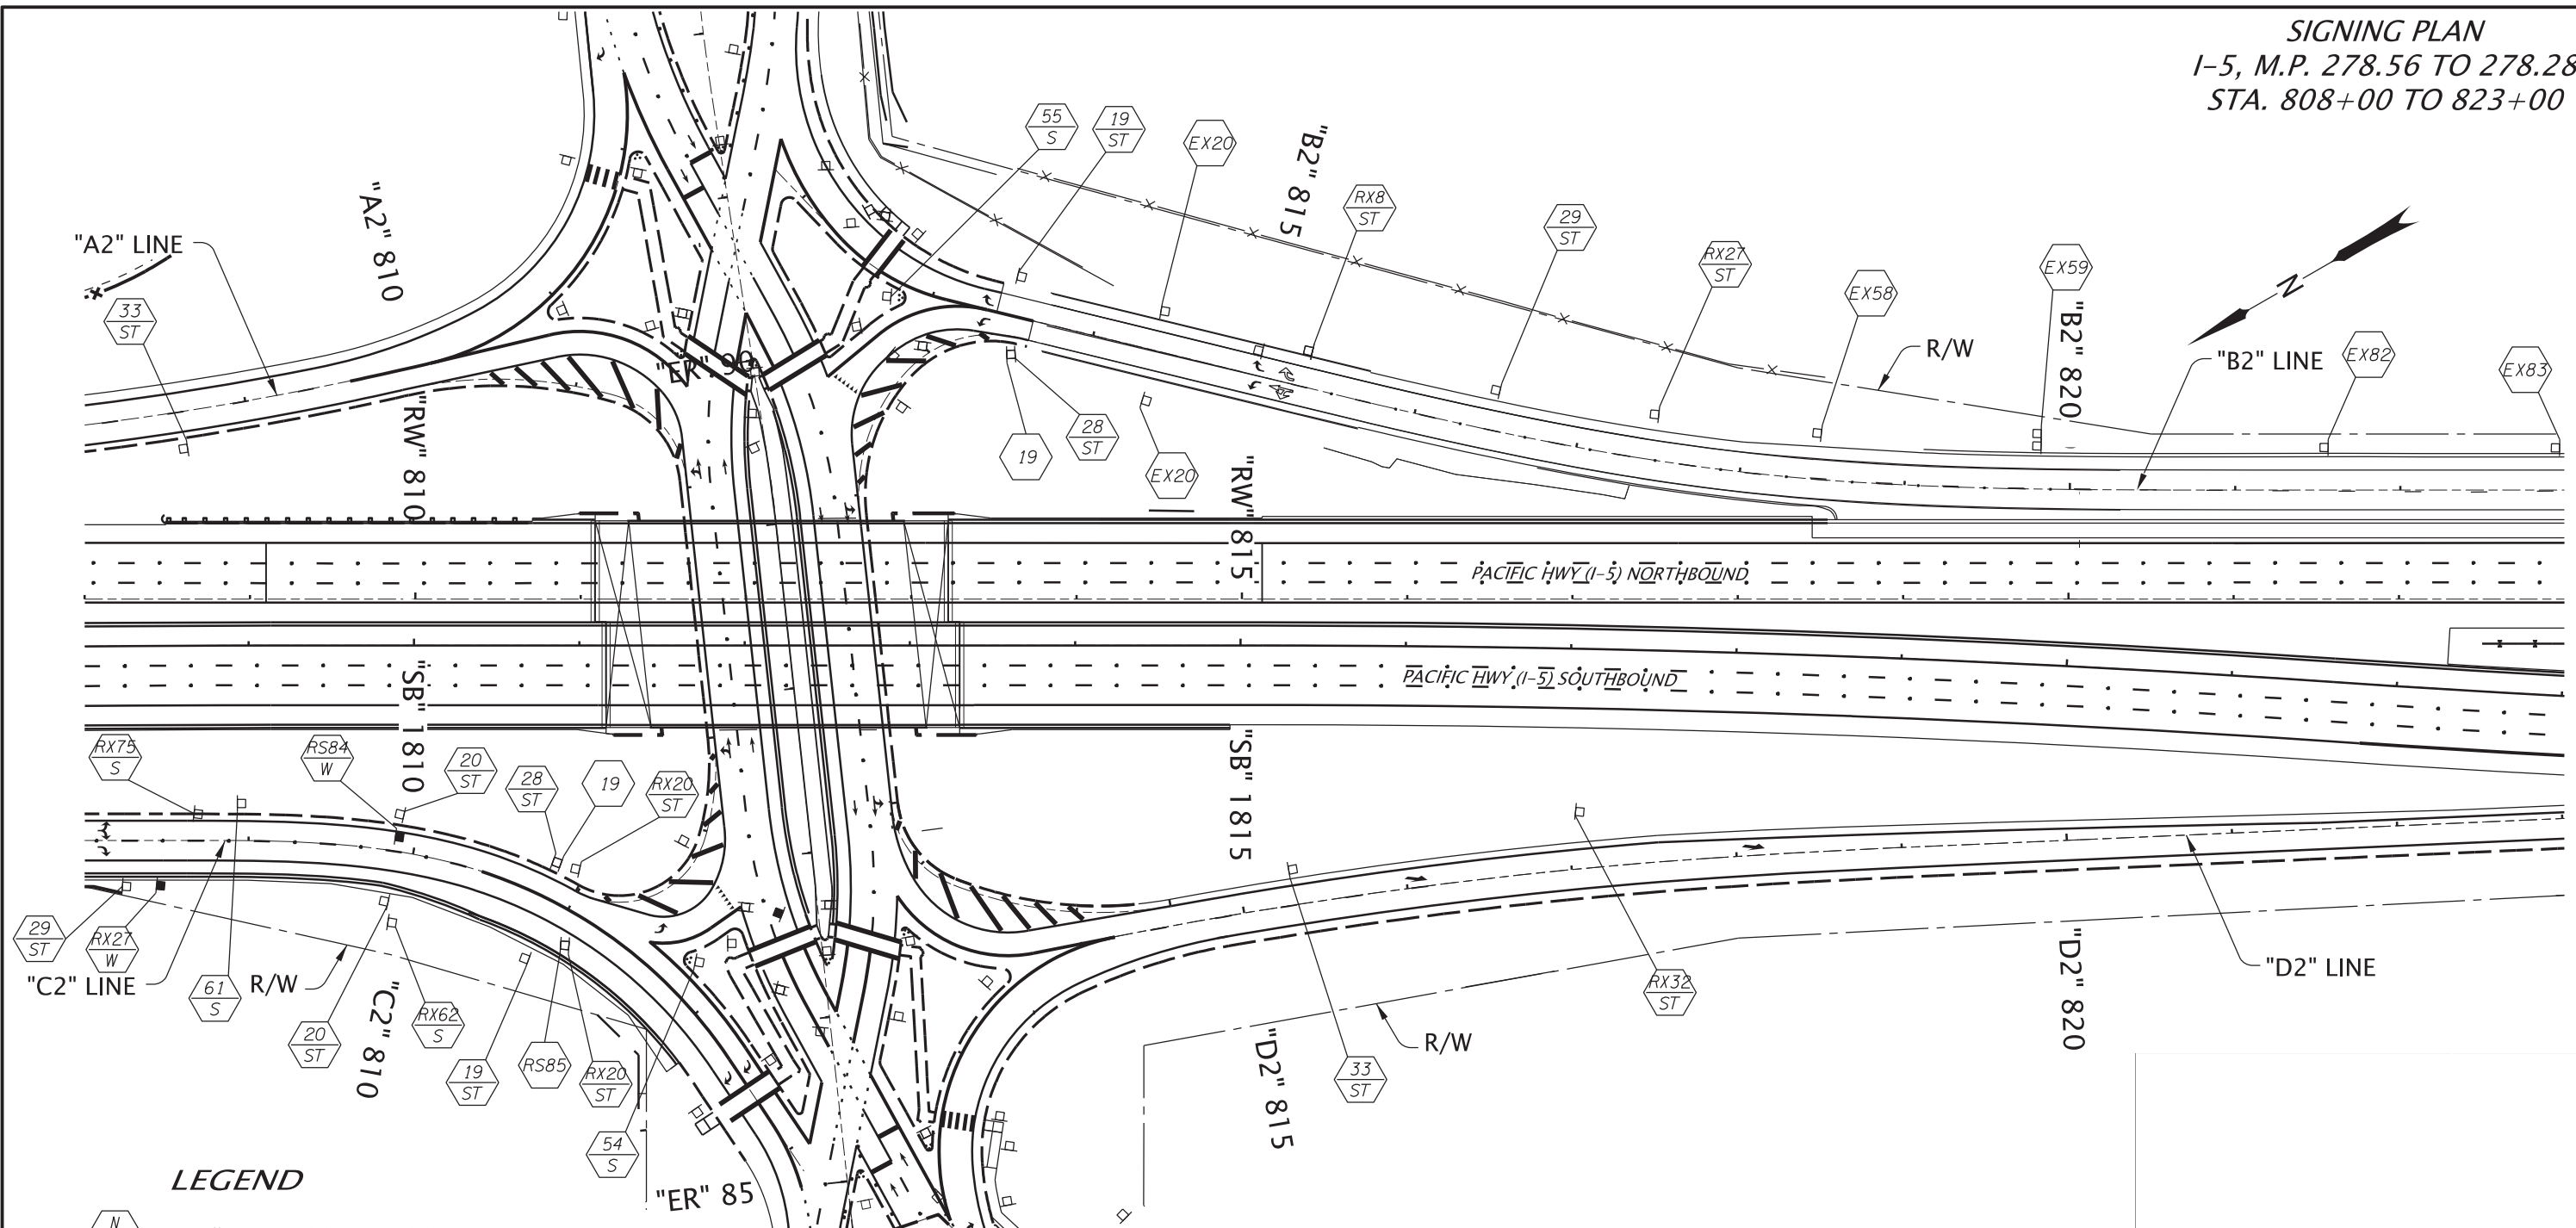 SIGNING PLAN
I-5, M.P. 278.56 TO 278.28
STA. 808+00 TO 823+00
55
S
19
ST
EX20
"B2" 815
RX8
ST
29
ST
RX27
ST
EX58
EX59
"B2" 820
N
"A2" LINE
"A2" 810
33
ST
R/W
"B2" LINE
EX82
EX83
"RW" 810
19
28
ST
EX20
"RW" 815
PACIFIC HWY (I-5) NORTHBOUND
PACIFIC HWY (I-5) SOUTHBOUND
"SB" 1810
"SB" 1815
RX75
S
RS84
W
20
ST
28
ST
19
RX20
ST
29
ST
RX27
W
"C2" LINE
61
S
R/W
20
ST
"C2" 810
RX62
S
19
ST
RS85
RX20
ST
54
S
"ER" 85
"D2" 815
33
ST
R/W
RX32
ST
"D2" 820
"D2" LINE
LEGEND
N